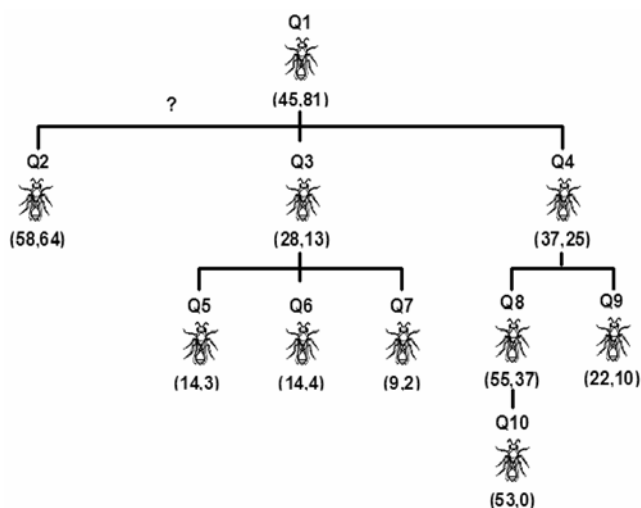 Q1
(45,81)
?
Q2 Q3 Q4
(58,64) (28,13) (37,25)
Q5 Q6 Q7 Q8 Q9
(14,3) (14,4) (9,2) (55,37) (22,10)
Q10
(53,0)